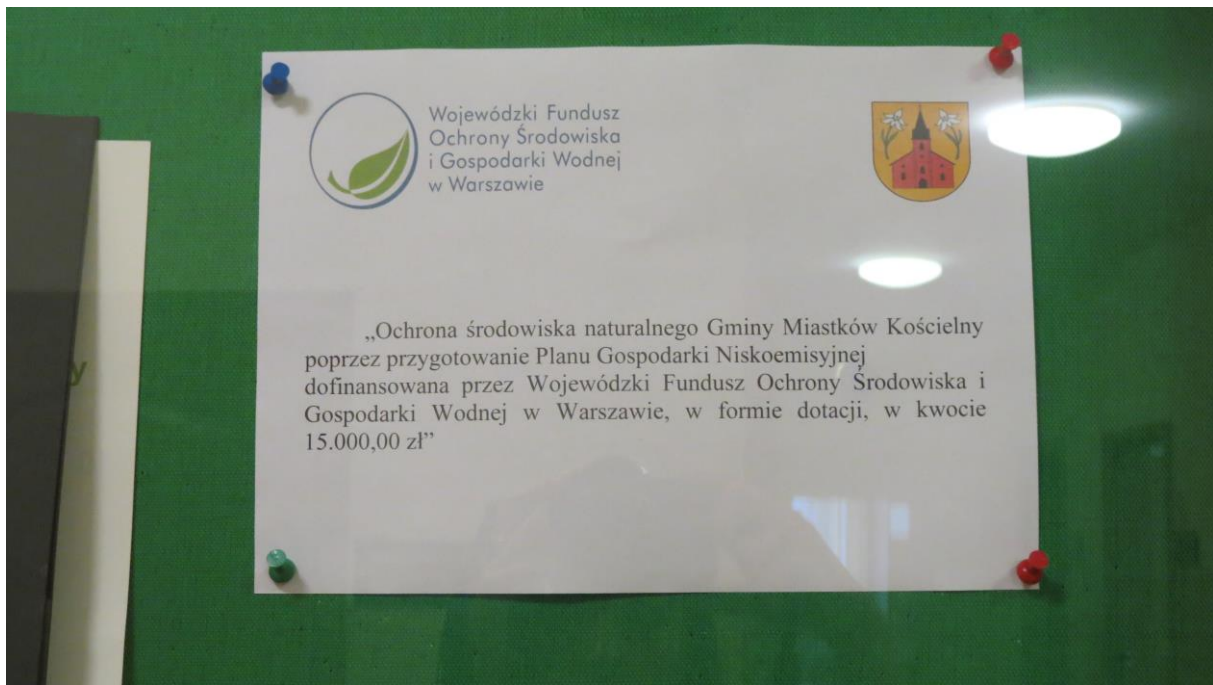 Wojewódzki Fundusz
Ochrony Środowiska
i Gospodarki Wodnej
w Warszawie
„Ochrona środowiska naturalnego Gminy Miastków Kościelny
poprzez przygotowanie Planu Gospodarki Niskoemisyjnej
dofinansowana przez Wojewódzki Fundusz Ochrony Środowiska i
Gospodarki Wodnej w Warszawie, w formie dotacji, w kwocie
15.000,00 zł”